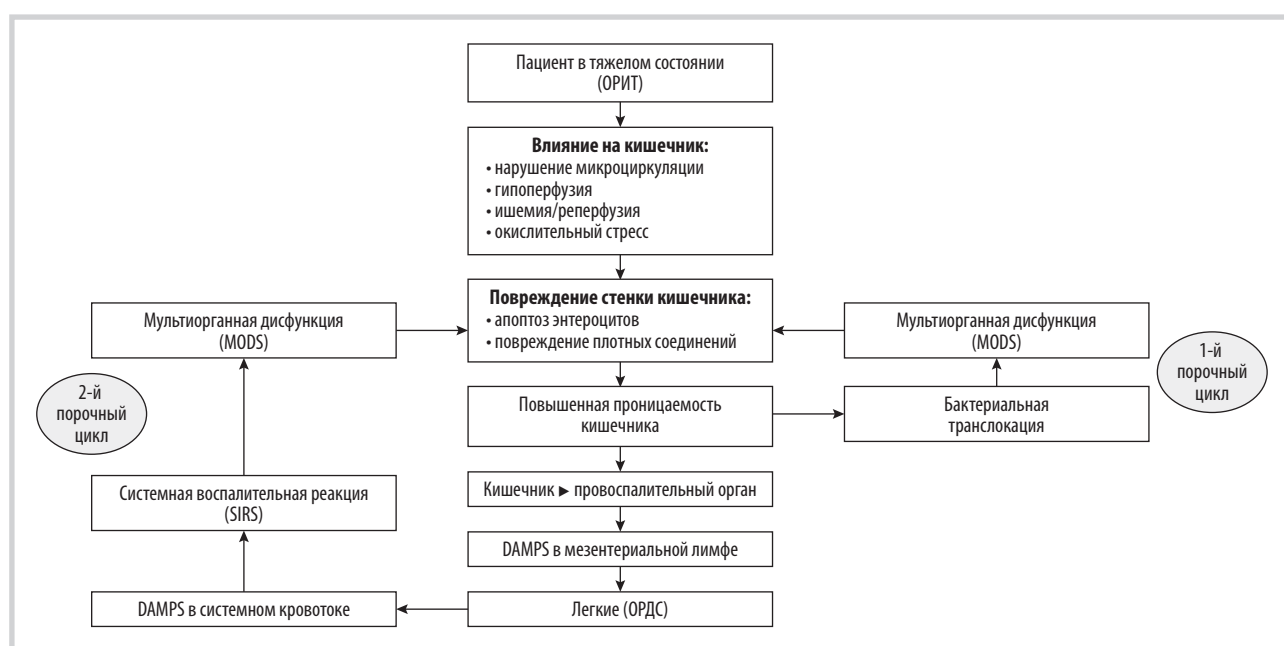 Пациент в тяжелом состоянии
(ОРИТ)
Влияние на кишечник:
• нарушение микроциркуляции
• гипоперфузия
• ишемия/реперфузия
• окислительный стресс
Повреждение стенки кишечника:
• апоптоз энтероцитов
• повреждение плотных соединений
Мультиорганная дисфункция
(MODS)
Мультиорганная дисфункция
(MODS)
2-й
порочный
цикл
1-й
порочный
цикл
Повышенная проницаемость
кишечника
Бактериальная
транслокация
Кишечник ► провоспалительный орган
Системная воспалительная реакция
(SIRS)
DAMPS в мезентериальной лимфе
DAMPS в системном кровотоке
Легкие (ОРДС)